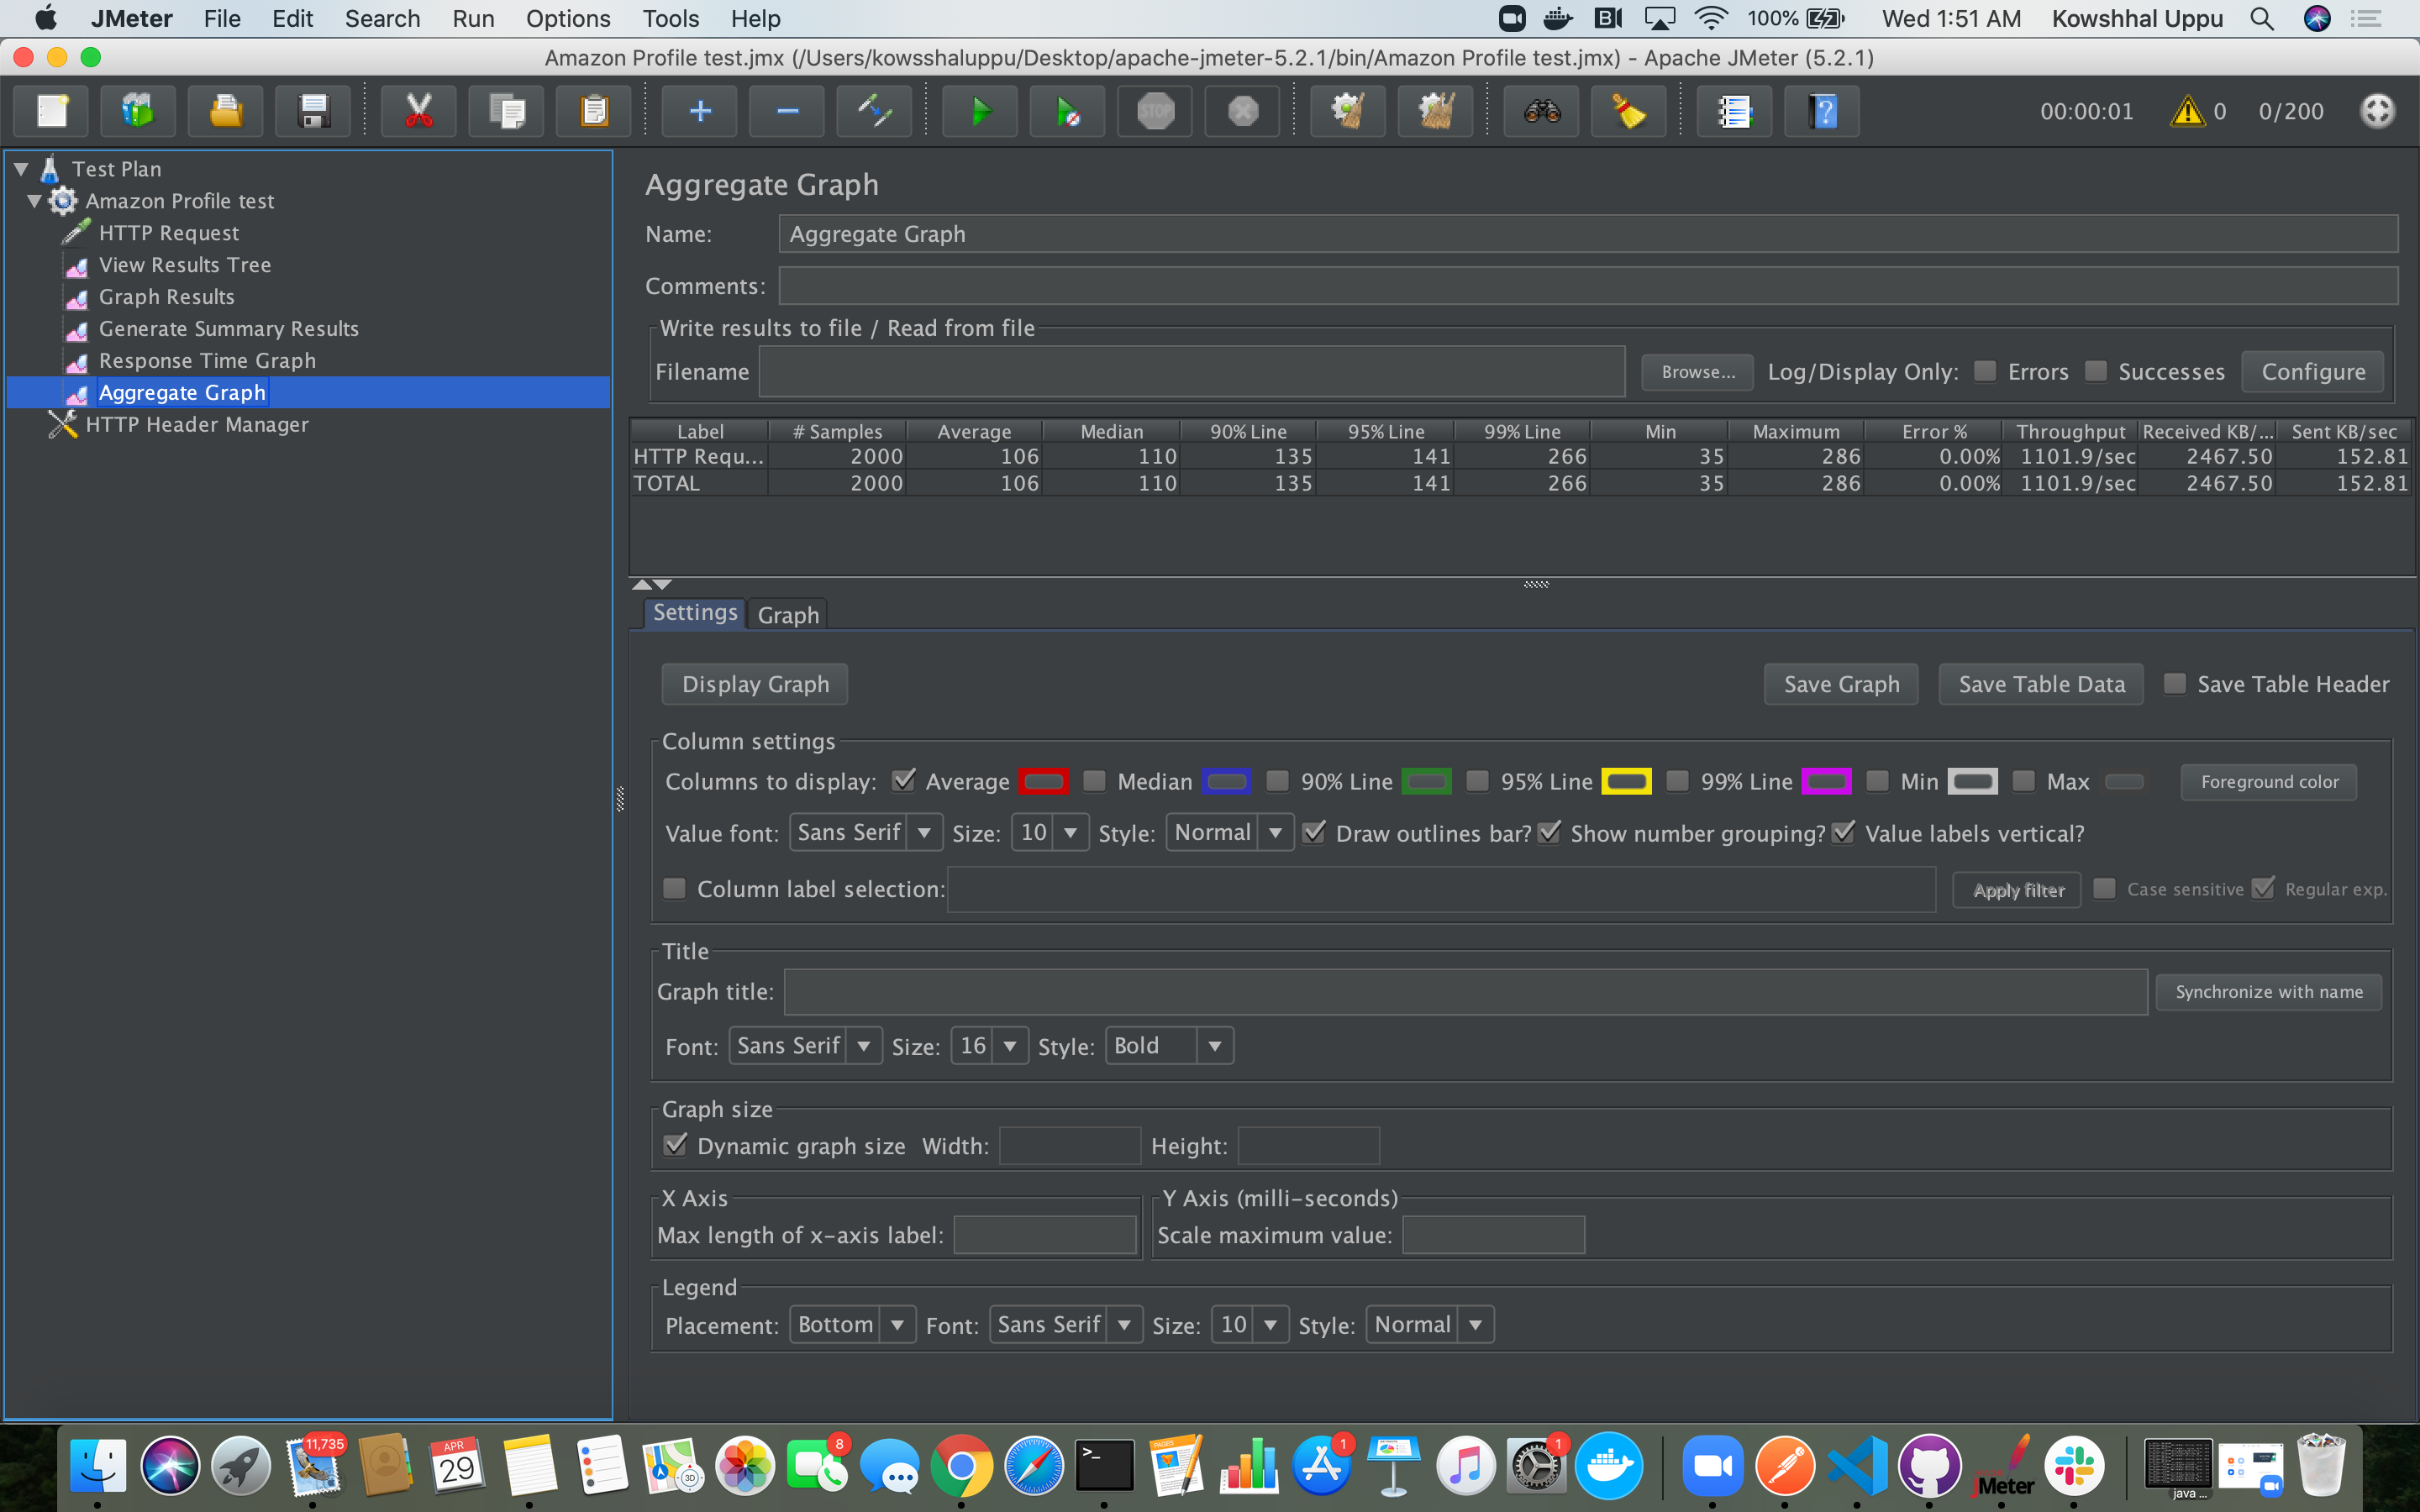 JMeter File Edit Search Run Options Tools Help 100% Wed 1:51 AM Kowshhal Uppu
Amazon Profile test.jmx (/Users/kowsshaluppu/Desktop/apache-jmeter-5.2.1/bin/Amazon Profile test.jmx) - Apache JMeter (5.2.1)
STOP 00:00:01 0 0/200
Test Plan
Amazon Profile test
HTTP Request
View Results Tree
Graph Results
Generate Summary Results
Response Time Graph
Aggregate Graph
HTTP Header Manager
Aggregate Graph
Name: Aggregate Graph
Comments:
Write results to file / Read from file
Filename Browse... Log/Display Only: Errors Successes Configure
Label # Samples Average Median 90% Line 95% Line 99% Line Min Maximum Error % Throughput Received KB/... Sent KB/sec
HTTP Requ... 2000 106 110 135 141 266 35 286 0.00% 1101.9/sec 2467.50 152.81
TOTAL 2000 106 110 135 141 266 35 286 0.00% 1101.9/sec 2467.50 152.81
Settings Graph
Display Graph Save Graph Save Table Data Save Table Header
Column settings
Columns to display: Average Median 90% Line 95% Line 99% Line Min Max Foreground color
Value font: Sans Serif Size: 10 Style: Normal Draw outlines bar? Show number grouping? Value labels vertical?
Column label selection: Apply filter Case sensitive Regular exp.
Title
Graph title: Synchronize with name
Font: Sans Serif Size: 16 Style: Bold
Graph size
Dynamic graph size Width: Height:
X Axis Y Axis (milli-seconds)
Max length of x-axis label: Scale maximum value:
Legend
Placement: Bottom Font: Sans Serif Size: 10 Style: Normal
11,735 APR 29 3D 8 >_ PAGES 1 1 JMeter java ...